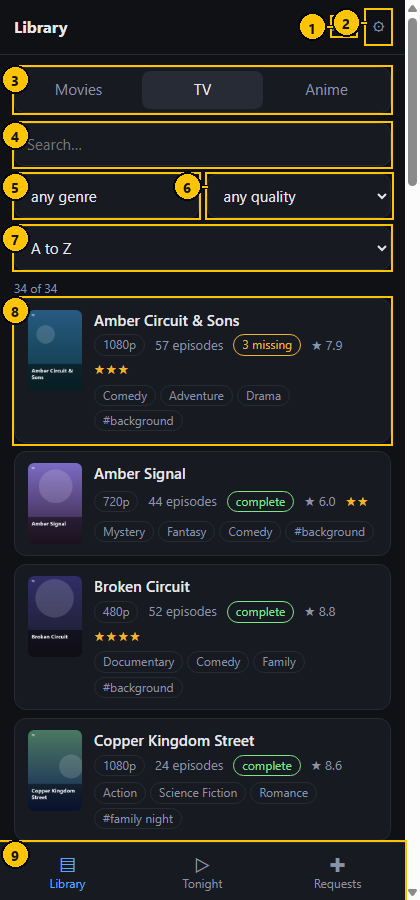 Library
1
2
3
Movies
TV
Anime
4
Search...
5
any genre
6
any quality
7
A to Z
34 of 34
8
Amber Circuit & Sons
1080p
57 episodes
3 missing
★ 7.9
★★★
Comedy
Adventure
Drama
#background
Amber Circuit & Sons
Amber Signal
720p
44 episodes
complete
★ 6.0
★★
Mystery
Fantasy
Comedy
#background
Amber Signal
Broken Circuit
480p
52 episodes
complete
★ 8.8
★★★★
Documentary
Comedy
Family
#background
Broken Circuit
Copper Kingdom Street
1080p
24 episodes
complete
★ 8.6
Action
Science Fiction
Romance
#family night
Copper Kingdom Street
9
Library
Tonight
Requests